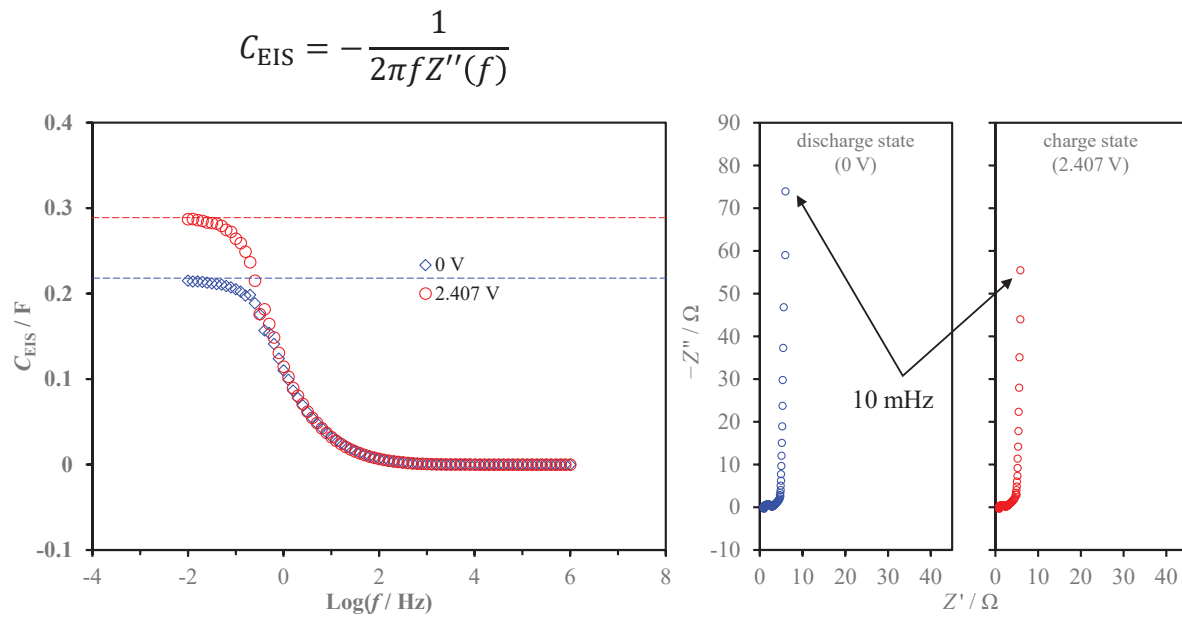 C_EIS = − 1 / 2πfZ″(f)
0.4
0.3
0.2
0.1
0
-0.1
C_EIS / F
-4 -2 0 2 4 6 8
Log(f / Hz)
0 V
2.407 V
90
80
70
60
50
40
30
20
10
0
-10
−Z″ / Ω
discharge state
(0 V)
charge state
(2.407 V)
10 mHz
0 10 20 30 40
0 10 20 30 40
Z′ / Ω